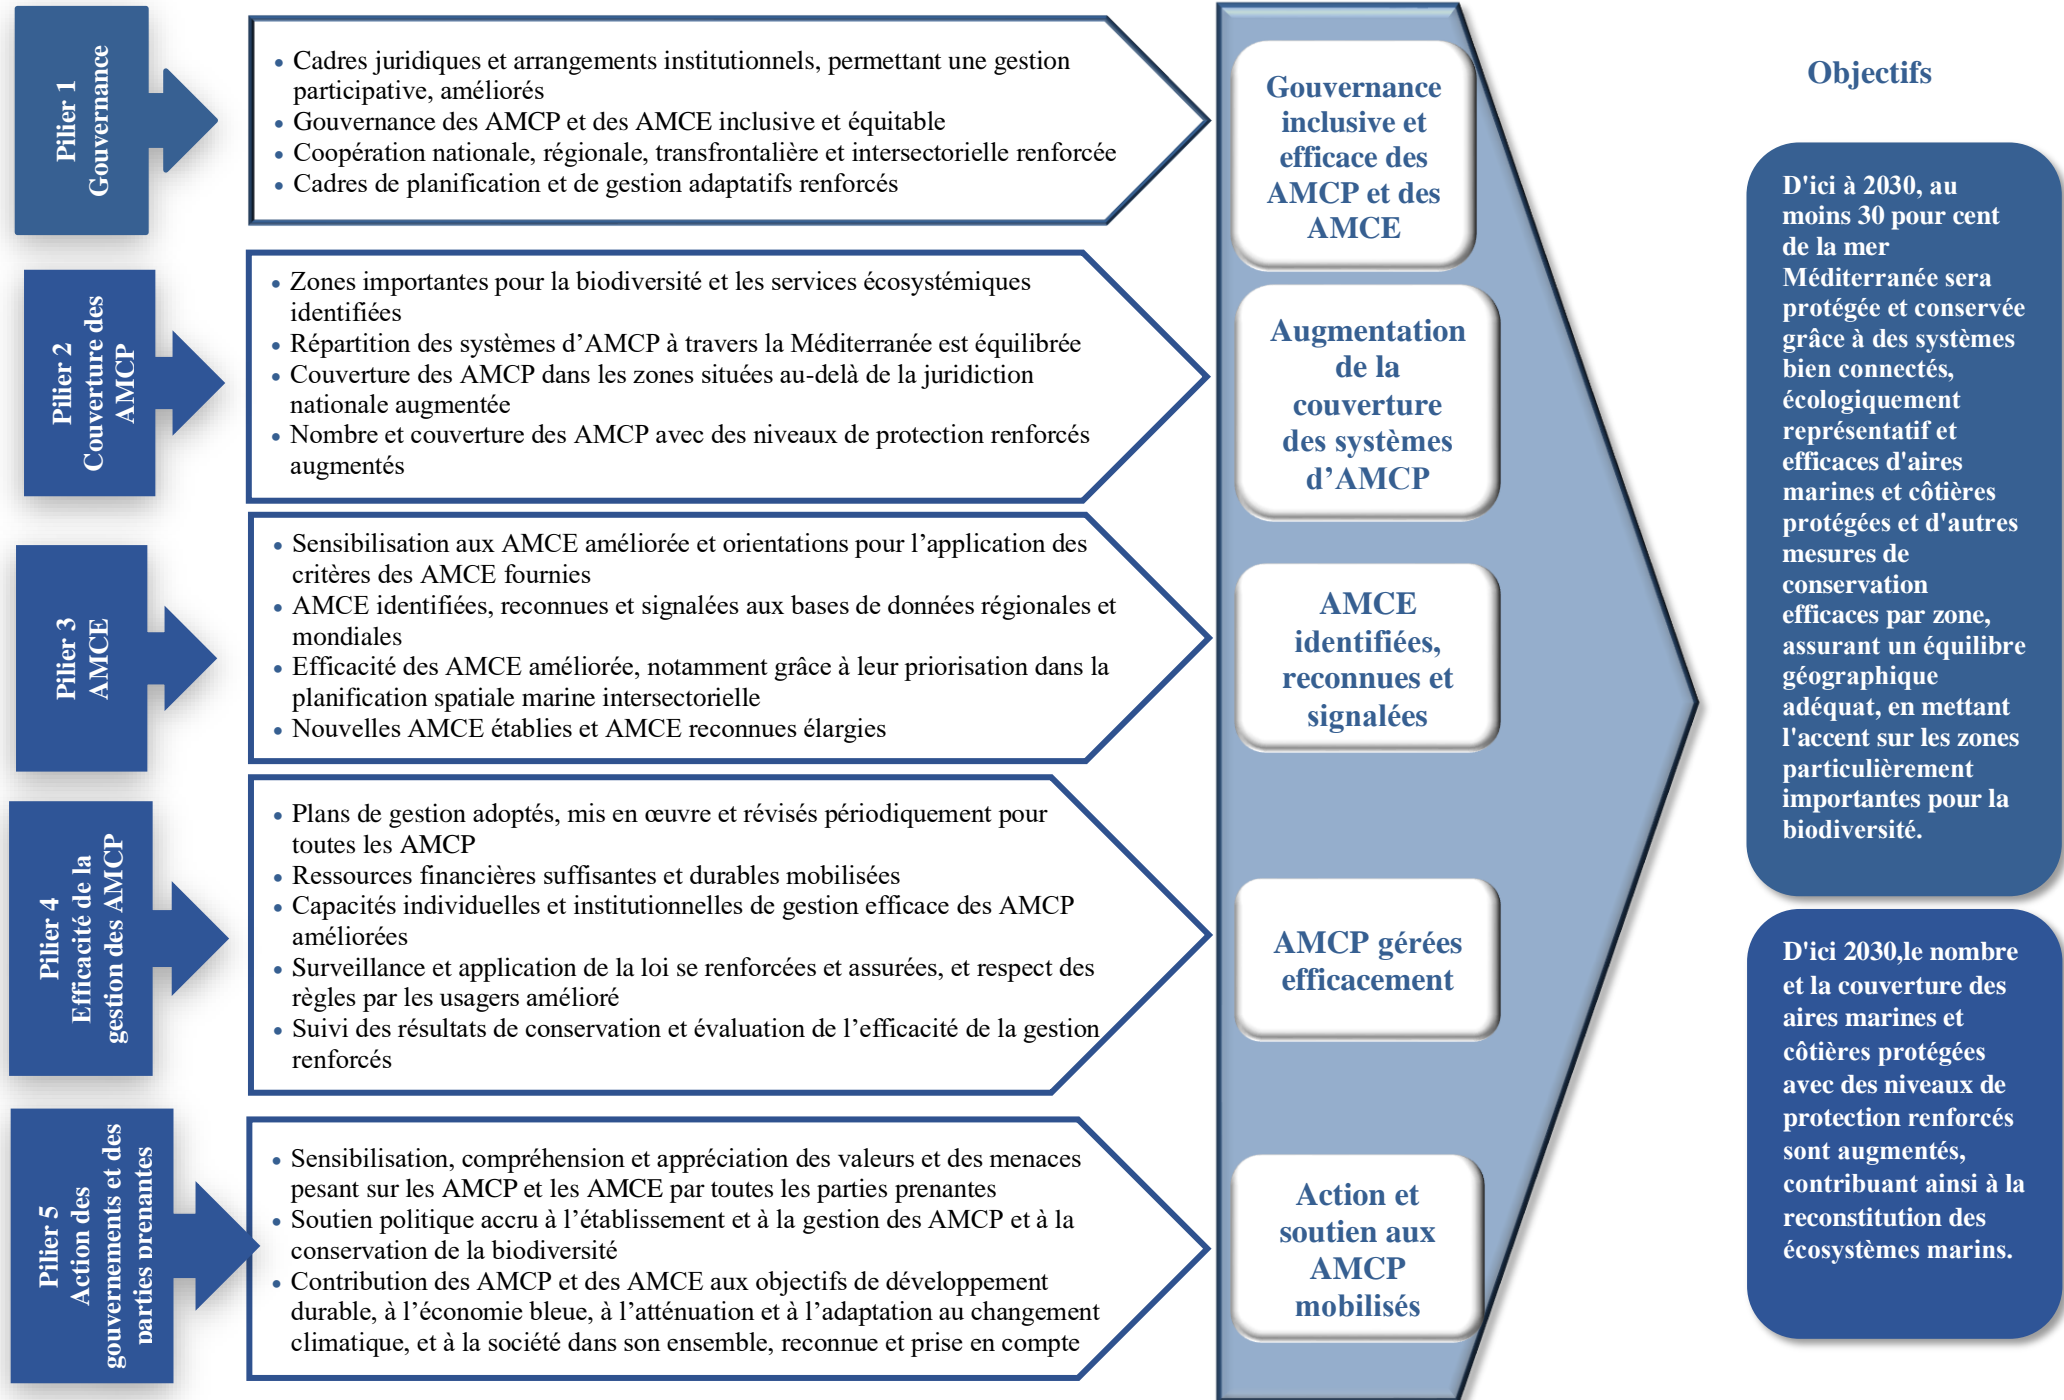 Pilier 1
Gouvernance
• Cadres juridiques et arrangements institutionnels, permettant une gestion
participative, améliorés
• Gouvernance des AMCP et des AMCE inclusive et équitable
• Coopération nationale, régionale, transfrontalière et intersectorielle renforcée
• Cadres de planification et de gestion adaptatifs renforcés
Gouvernance
inclusive et
efficace des
AMCP et des
AMCE
Pilier 2
Couverture des
AMCP
• Zones importantes pour la biodiversité et les services écosystémiques
identifiées
• Répartition des systèmes d’AMCP à travers la Méditerranée est équilibrée
• Couverture des AMCP dans les zones situées au-delà de la juridiction
nationale augmentée
• Nombre et couverture des AMCP avec des niveaux de protection renforcés
augmentés
Augmentation
de la
couverture
des systèmes
d’AMCP
Pilier 3
AMCE
• Sensibilisation aux AMCE améliorée et orientations pour l’application des
critères des AMCE fournies
• AMCE identifiées, reconnues et signalées aux bases de données régionales et
mondiales
• Efficacité des AMCE améliorée, notamment grâce à leur priorisation dans la
planification spatiale marine intersectorielle
• Nouvelles AMCE établies et AMCE reconnues élargies
AMCE
identifiées,
reconnues et
signalées
Pilier 4
Efficacité de la
gestion des AMCP
• Plans de gestion adoptés, mis en œuvre et révisés périodiquement pour
toutes les AMCP
• Ressources financières suffisantes et durables mobilisées
• Capacités individuelles et institutionnelles de gestion efficace des AMCP
améliorées
• Surveillance et application de la loi se renforcées et assurées, et respect des
règles par les usagers amélioré
• Suivi des résultats de conservation et évaluation de l’efficacité de la gestion
renforcés
AMCP gérées
efficacement
Pilier 5
Action des
gouvernements et des
parties prenantes
• Sensibilisation, compréhension et appréciation des valeurs et des menaces
pesant sur les AMCP et les AMCE par toutes les parties prenantes
• Soutien politique accru à l’établissement et à la gestion des AMCP et à la
conservation de la biodiversité
• Contribution des AMCP et des AMCE aux objectifs de développement
durable, à l’économie bleue, à l’atténuation et à l’adaptation au changement
climatique, et à la société dans son ensemble, reconnue et prise en compte
Action et
soutien aux
AMCP
mobilisés
Objectifs
D'ici à 2030, au
moins 30 pour cent
de la mer
Méditerranée sera
protégée et conservée
grâce à des systèmes
bien connectés,
écologiquement
représentatif et
efficaces d'aires
marines et côtières
protégées et d'autres
mesures de
conservation
efficaces par zone,
assurant un équilibre
géographique
adéquat, en mettant
l'accent sur les zones
particulièrement
importantes pour la
biodiversité.
D'ici 2030,le nombre
et la couverture des
aires marines et
côtières protégées
avec des niveaux de
protection renforcés
sont augmentés,
contribuant ainsi à la
reconstitution des
écosystèmes marins.